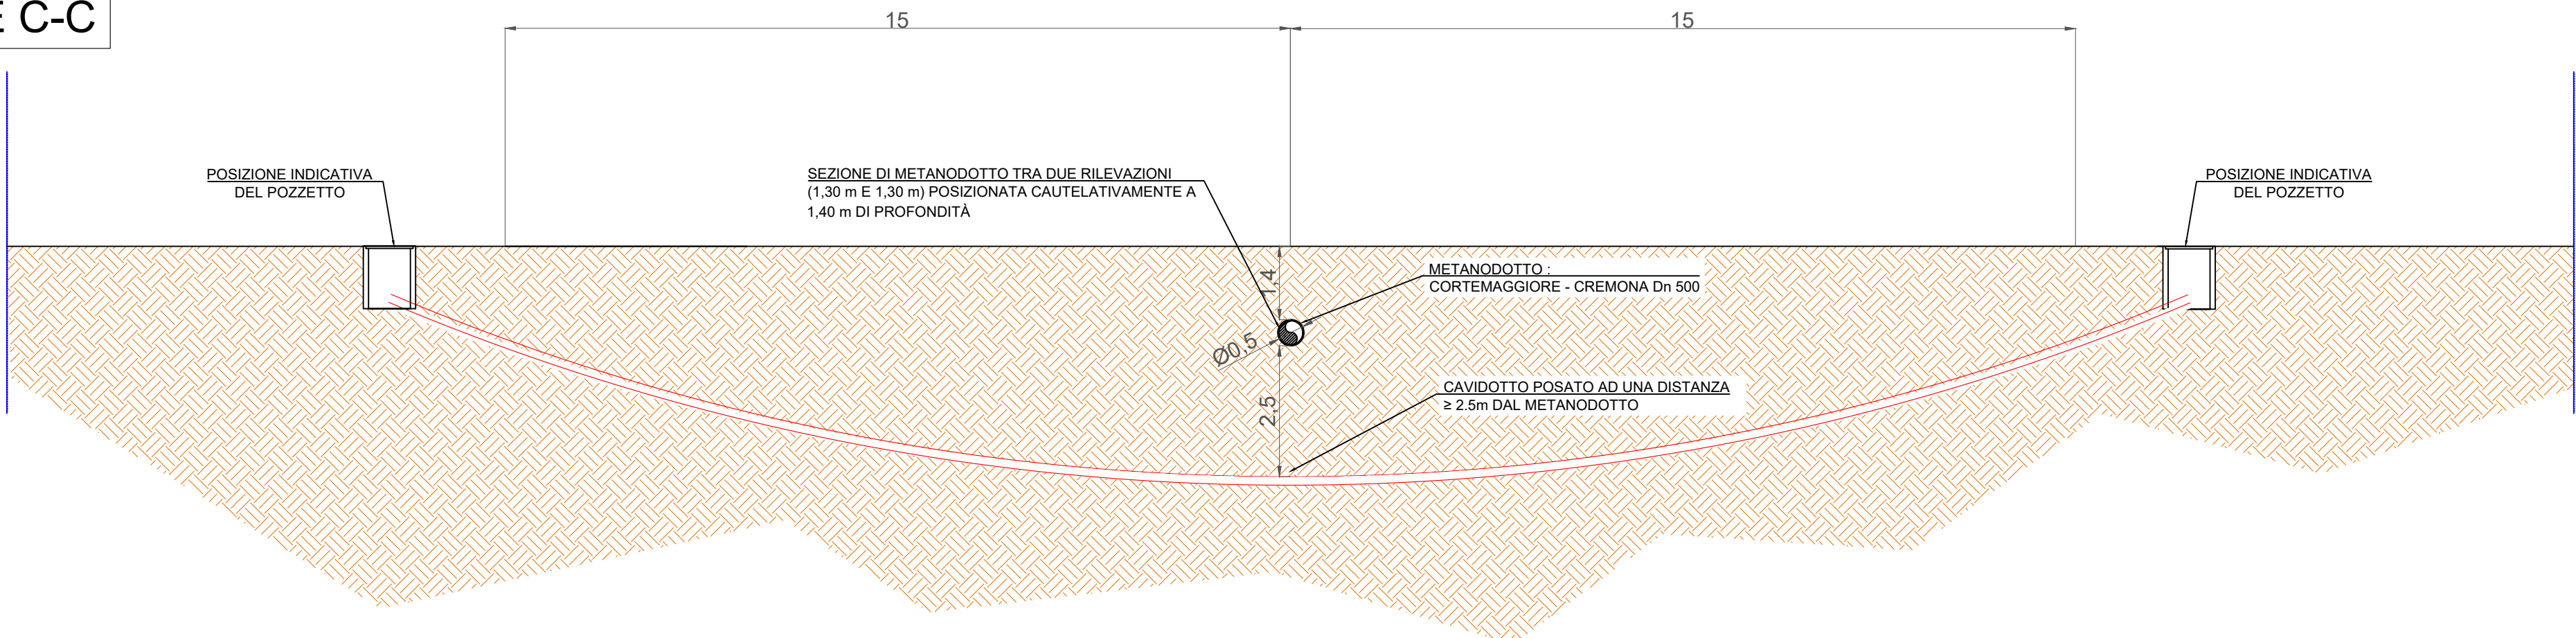 E C-C
15
15
POSIZIONE INDICATIVA
DEL POZZETTO
SEZIONE DI METANODOTTO TRA DUE RILEVAZIONI
(1,30 m E 1,30 m) POSIZIONATA CAUTELATIVAMENTE A
1,40 m DI PROFONDITÀ
POSIZIONE INDICATIVA
DEL POZZETTO
1,4
METANODOTTO :
CORTEMAGGIORE - CREMONA Dn 500
Ø0,5
2,5
CAVIDOTTO POSATO AD UNA DISTANZA
≥ 2.5m DAL METANODOTTO